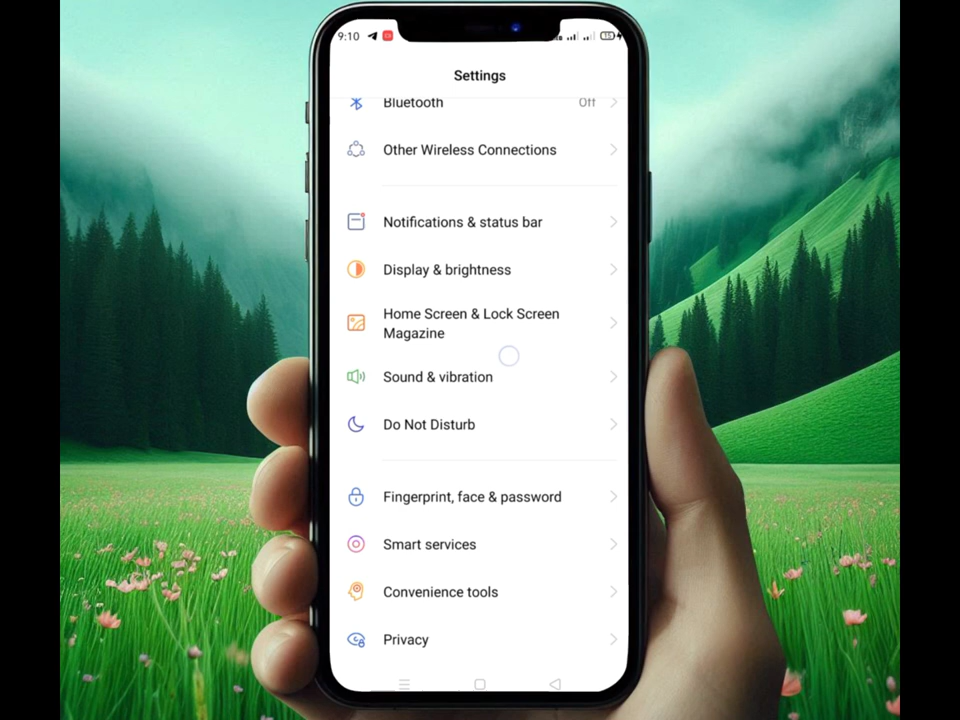 9:10
Settings
Bluetooth
Off
Other Wireless Connections
Notifications & status bar
Display & brightness
Home Screen & Lock Screen
Magazine
Sound & vibration
Do Not Disturb
Fingerprint, face & password
Smart services
Convenience tools
Privacy